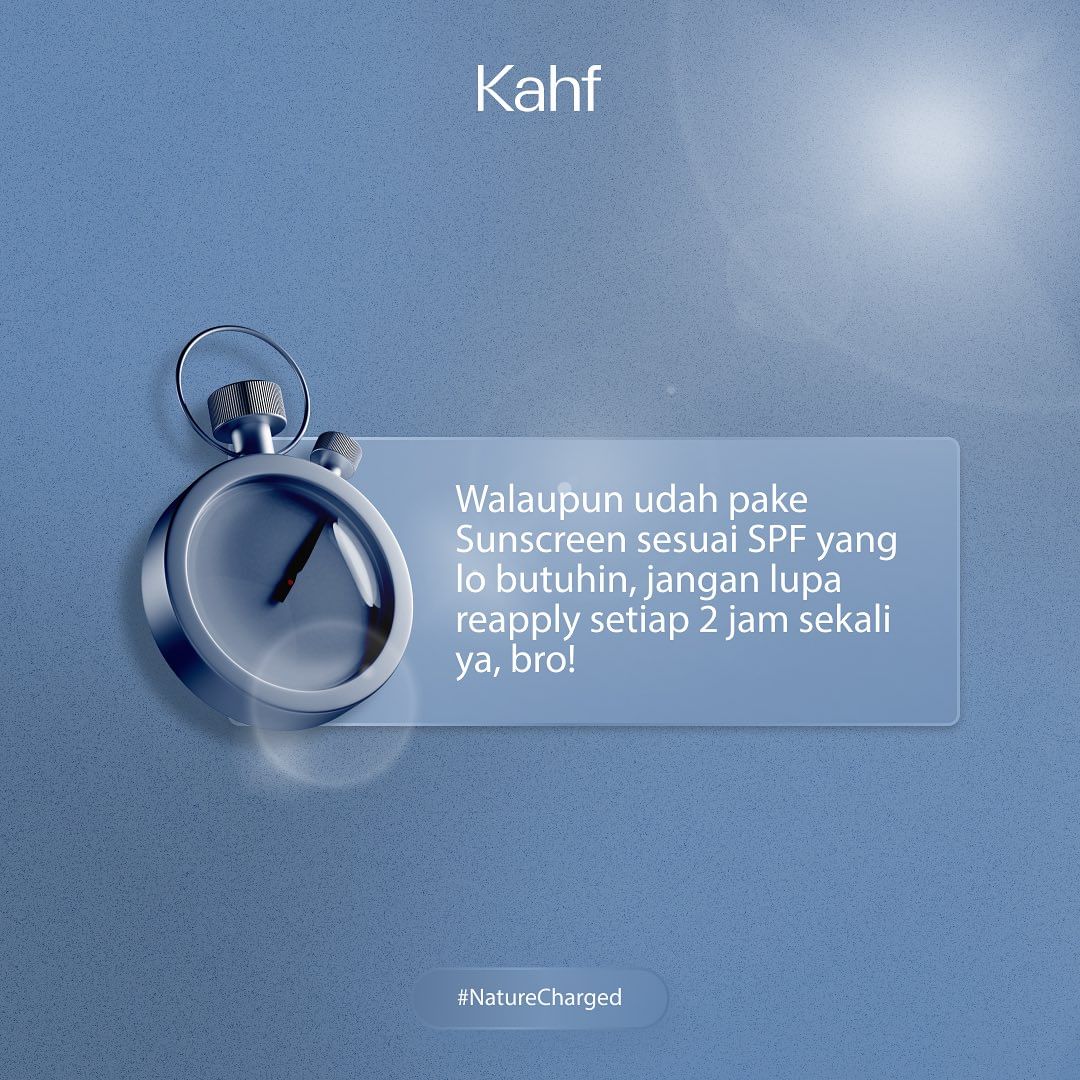 Kahf
Walaupun udah pake
Sunscreen sesuai SPF yang
lo butuhin, jangan lupa
reapply setiap 2 jam sekali
ya, bro!
#NatureCharged